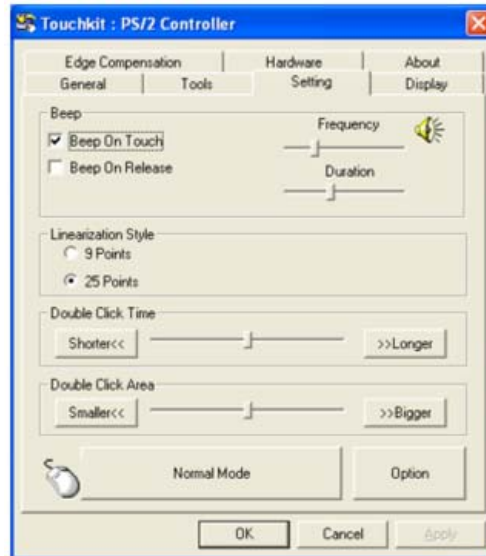 Touchkit : PS/2 Controller
Edge Compensation Hardware About
General Tools Setting Display
Beep
Frequency
Beep On Touch
Beep On Release
Duration
Linearization Style
9 Points
25 Points
Double Click Time
Shorter<< >>Longer
Double Click Area
Smaller<< >>Bigger
Normal Mode Option
OK Cancel Apply